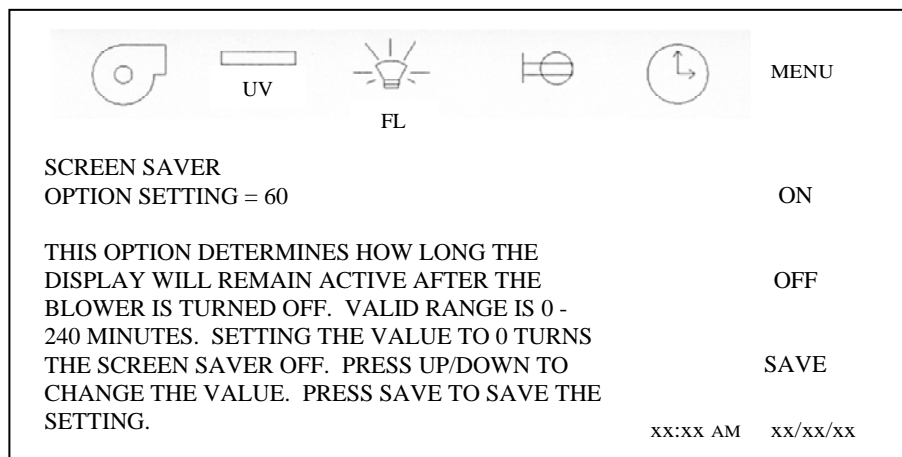 UV
FL
MENU
SCREEN SAVER
OPTION SETTING = 60
ON
THIS OPTION DETERMINES HOW LONG THE
DISPLAY WILL REMAIN ACTIVE AFTER THE
BLOWER IS TURNED OFF. VALID RANGE IS 0 -
240 MINUTES. SETTING THE VALUE TO 0 TURNS
THE SCREEN SAVER OFF. PRESS UP/DOWN TO
CHANGE THE VALUE. PRESS SAVE TO SAVE THE
SETTING.
OFF
SAVE
xx:xx AM xx/xx/xx